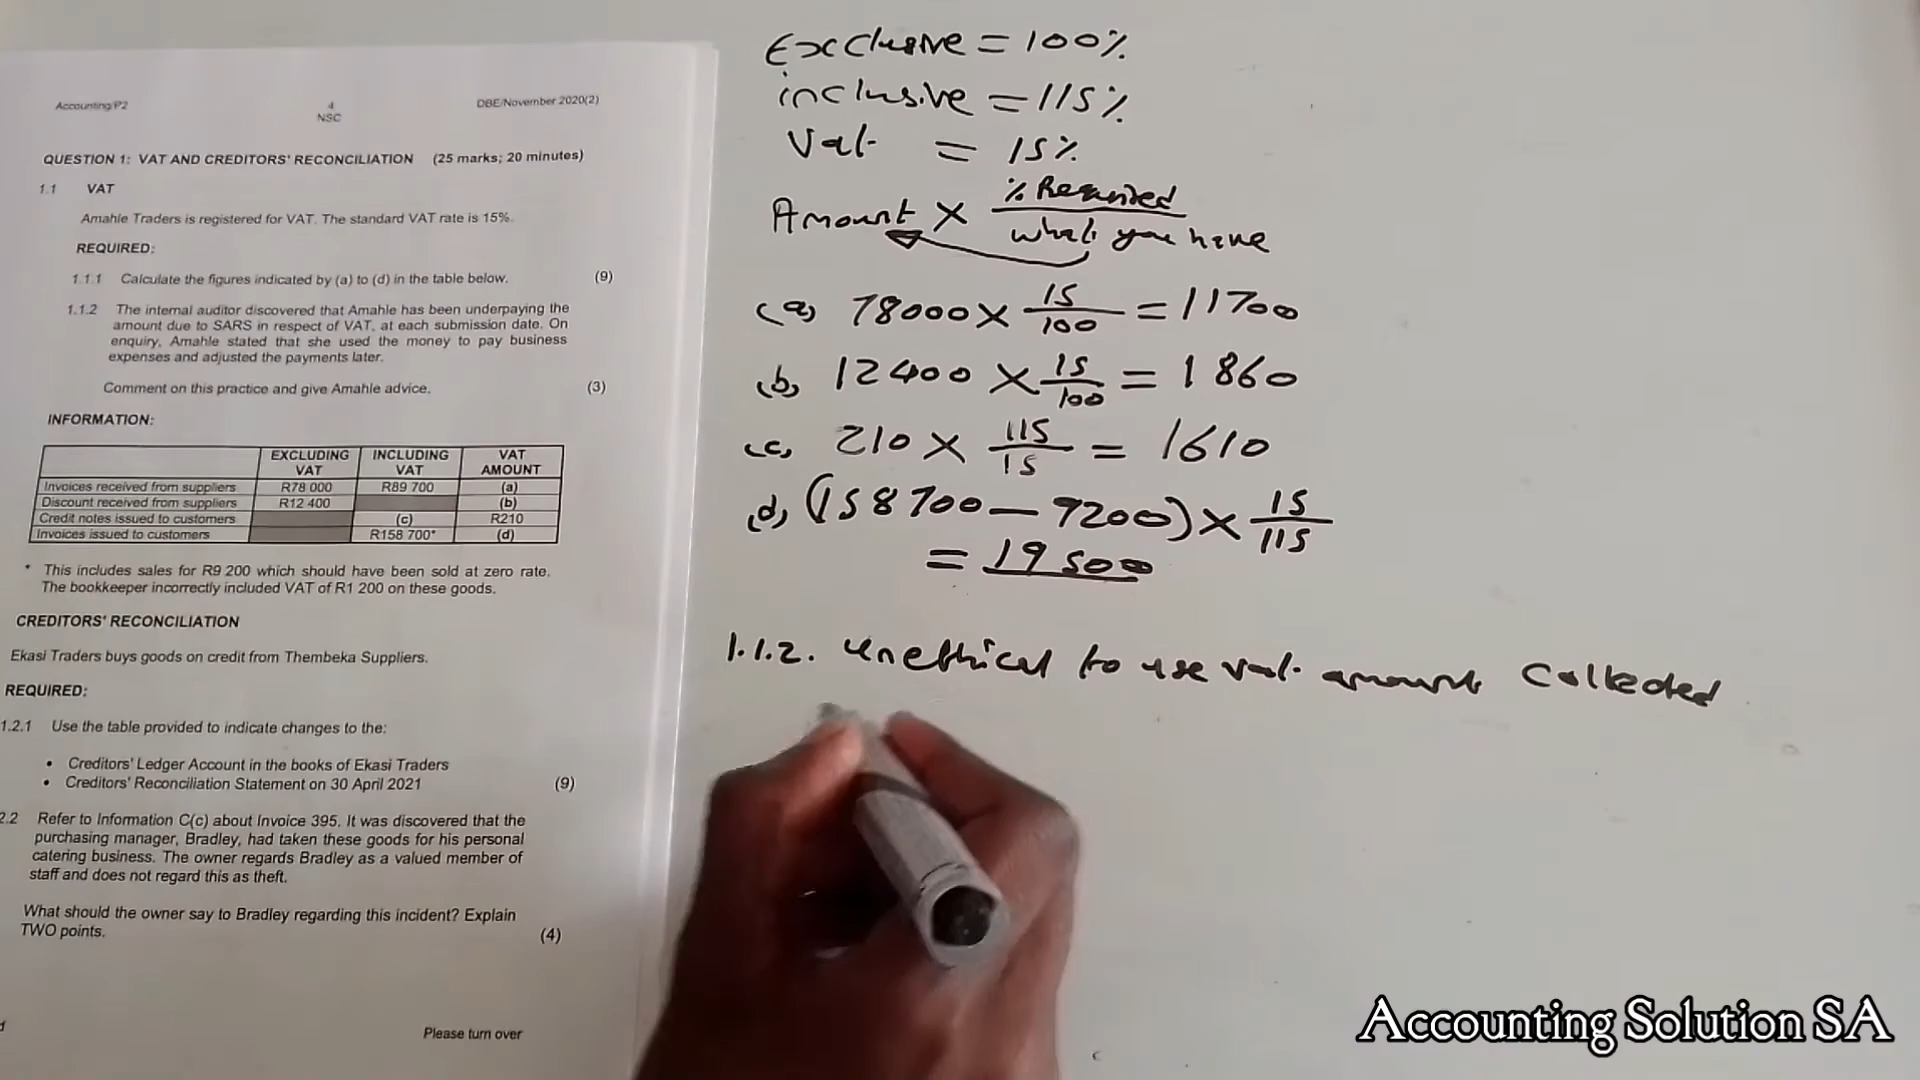 Accounting/P2
4
NSC
DBE/November 2020(2)
QUESTION 1: VAT AND CREDITORS' RECONCILIATION (25 marks; 20 minutes)
1.1 VAT
Amahle Traders is registered for VAT. The standard VAT rate is 15%.
REQUIRED:
1.1.1 Calculate the figures indicated by (a) to (d) in the table below. (9)
1.1.2 The internal auditor discovered that Amahle has been underpaying the
amount due to SARS in respect of VAT, at each submission date. On
enquiry, Amahle stated that she used the money to pay business
expenses and adjusted the payments later.
Comment on this practice and give Amahle advice. (3)
INFORMATION:
EXCLUDING VAT INCLUDING VAT VAT AMOUNT
Invoices received from suppliers R78 000 R89 700 (a)
Discount received from suppliers R12 400 (b)
Credit notes issued to customers (c) R210
Invoices issued to customers R158 700* (d)
* This includes sales for R9 200 which should have been sold at zero rate.
The bookkeeper incorrectly included VAT of R1 200 on these goods.
CREDITORS' RECONCILIATION
Ekasi Traders buys goods on credit from Thembeka Suppliers.
REQUIRED:
1.2.1 Use the table provided to indicate changes to the:
• Creditors' Ledger Account in the books of Ekasi Traders
• Creditors' Reconciliation Statement on 30 April 2021 (9)
2.2 Refer to Information C(c) about Invoice 395. It was discovered that the
purchasing manager, Bradley, had taken these goods for his personal
catering business. The owner regards Bradley as a valued member of
staff and does not regard this as theft.
What should the owner say to Bradley regarding this incident? Explain
TWO points. (4)
Please turn over
Exclusive = 100%
inclusive = 115%
Vat = 15%
Amount × % Required / what you have
(a) 78000 × 15/100 = 11700
(b) 12400 × 15/100 = 1860
(c) 210 × 115/15 = 1610
(d) (158700 — 9200) × 15/115
= 19500
1.1.2. Unethical to use vat amount collected
Accounting Solution SA